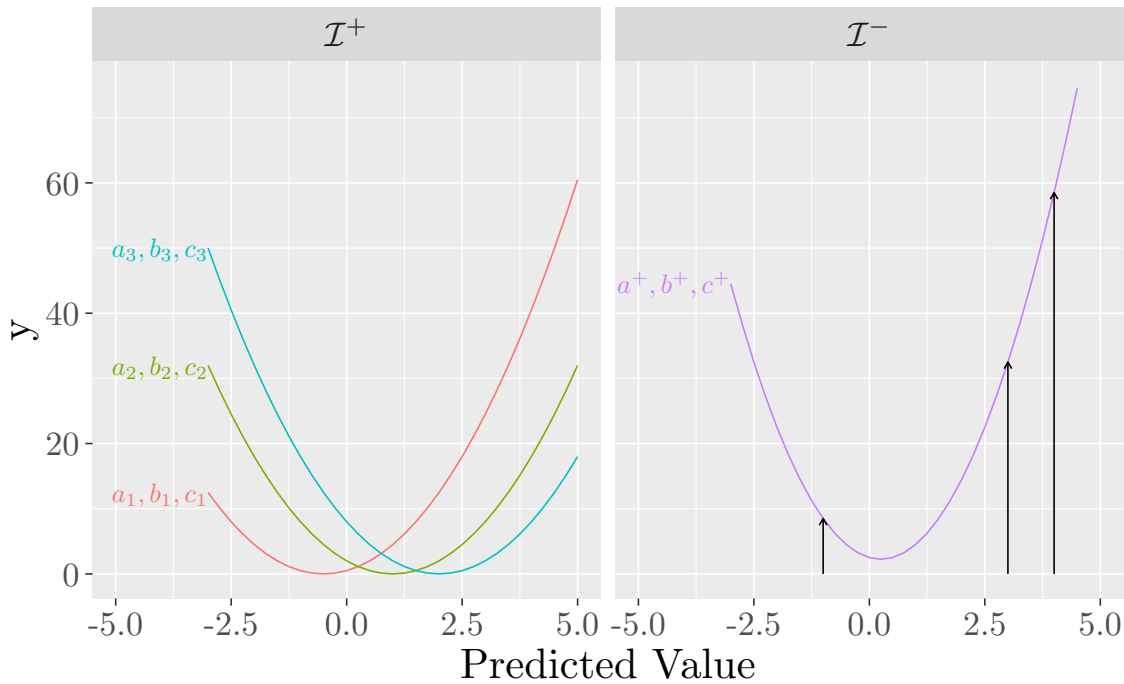 𝓘⁺ 𝓘⁻
y
60
40
20
0
a₃, b₃, c₃
a₂, b₂, c₂
a₁, b₁, c₁
a⁺, b⁺, c⁺
-5.0 -2.5 0.0 2.5 5.0 -5.0 -2.5 0.0 2.5 5.0
Predicted Value